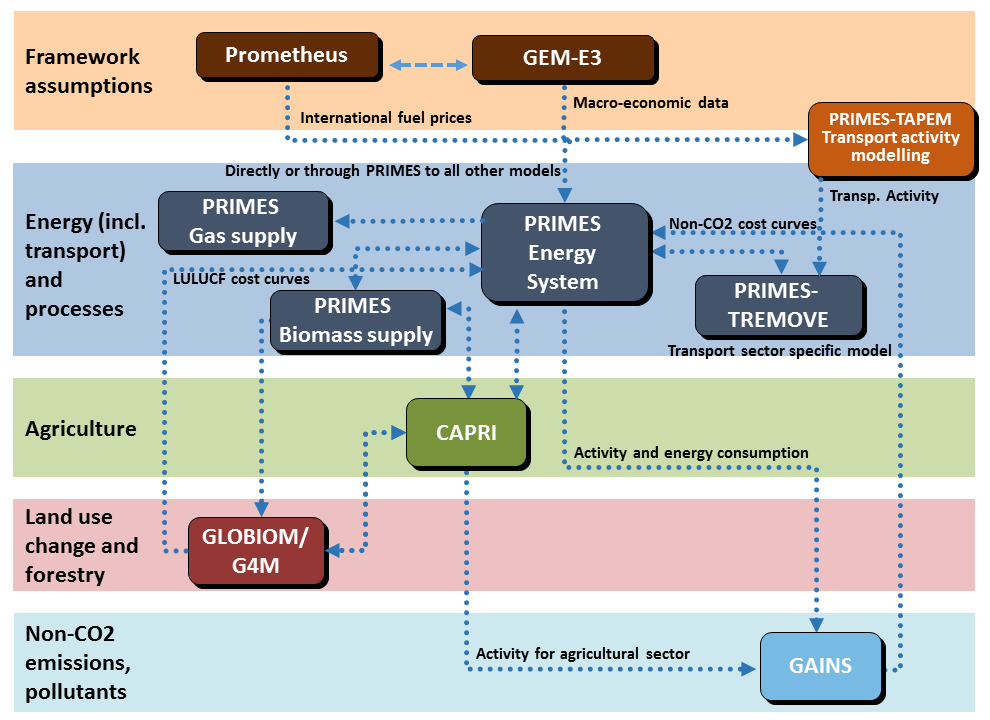 Framework
assumptions
Prometheus
GEM-E3
International fuel prices
Macro-economic data
PRIMES-TAPEM
Transport activity
modelling
Directly or through PRIMES to all other models
Transp. Activity
Energy (incl.
transport)
and
processes
PRIMES
Gas supply
PRIMES
Energy
System
Non-CO2 cost curves
LULUCF cost curves
PRIMES
Biomass supply
PRIMES-
TREMOVE
Transport sector specific model
Agriculture
CAPRI
Activity and energy consumption
Land use
change and
forestry
GLOBIOM/
G4M
Non-CO2
emissions,
pollutants
Activity for agricultural sector
GAINS